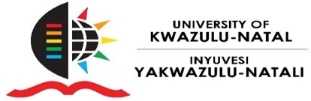 UNIVERSITY OF
KWAZULU-NATAL
INYUVESI
YAKWAZULU-NATALI